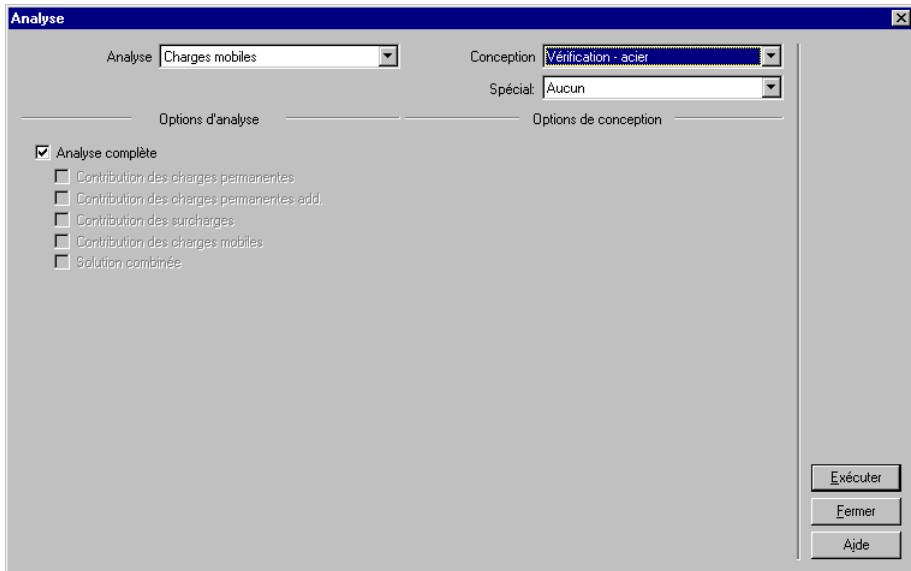 Analyse
Analyse Charges mobiles Conception Vérification - acier
Spécial: Aucun
Options d'analyse Options de conception
Analyse complète
Contribution des charges permanentes
Contribution des charges permanentes add.
Contribution des surcharges
Contribution des charges mobiles
Solution combinée
Exécuter
Fermer
Aide